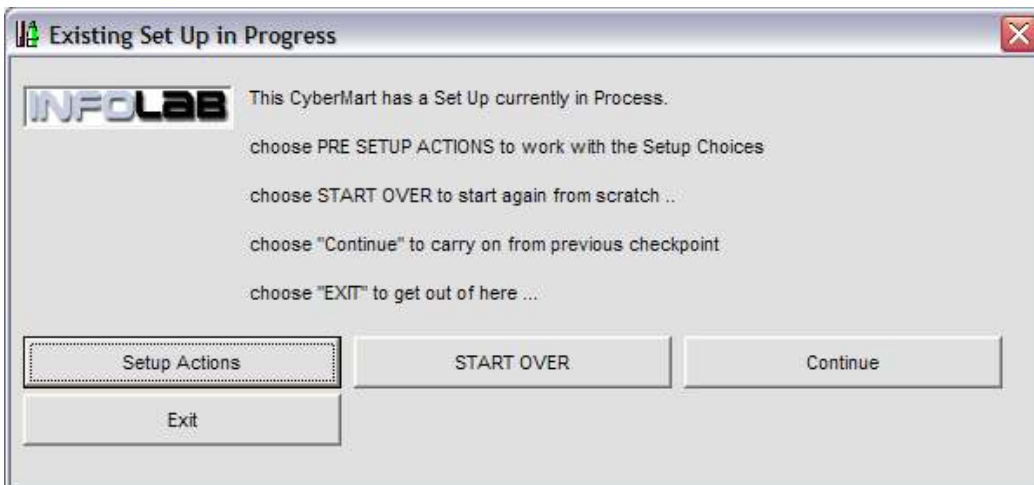 Existing Set Up in Progress
INFOLAB
This CyberMart has a Set Up currently in Process.
choose PRE SETUP ACTIONS to work with the Setup Choices
choose START OVER to start again from scratch ..
choose "Continue" to carry on from previous checkpoint
choose "EXIT" to get out of here ...
Setup Actions
START OVER
Continue
Exit